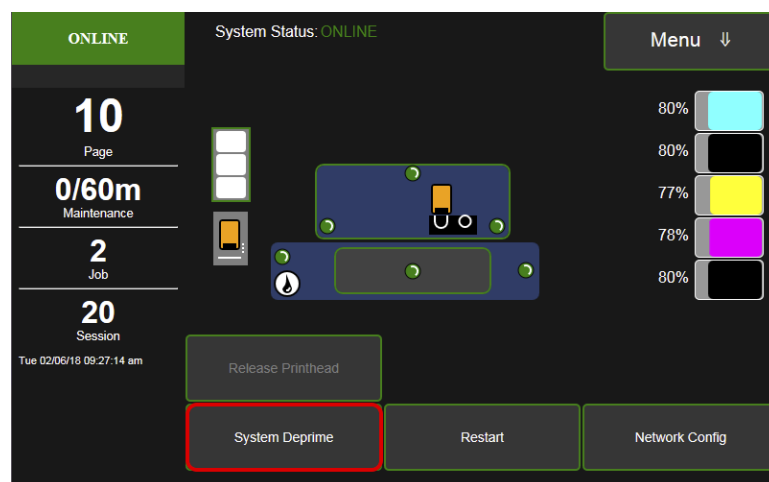 ONLINE
System Status: ONLINE
Menu ⇓
10
Page
0/60m
Maintenance
2
Job
20
Session
Tue 02/06/18 09:27:14 am
80%
80%
77%
78%
80%
Release Printhead
System Deprime
Restart
Network Config